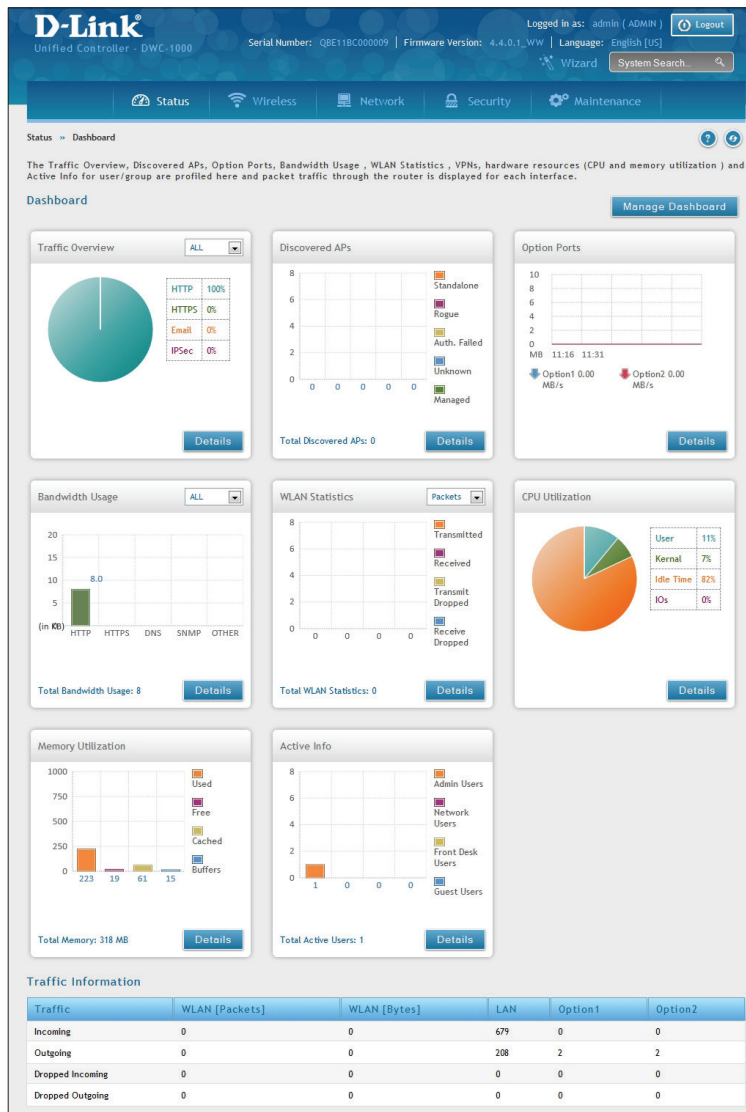 D-Link®
Unified Controller - DWC-1000
Logged in as: admin ( ADMIN ) Logout
Serial Number: QBE11BC000009 | Firmware Version: 4.4.0.1_WW | Language: English [US]
Wizard System Search...
Status Wireless Network Security Maintenance
Status » Dashboard
The Traffic Overview, Discovered APs, Option Ports, Bandwidth Usage , WLAN Statistics , VPNs, hardware resources (CPU and memory utilization ) and
Active Info for user/group are profiled here and packet traffic through the router is displayed for each interface.
Dashboard
Manage Dashboard
Traffic Overview ALL
HTTP 100%
HTTPS 0%
Email 0%
IPSec 0%
Details
Discovered APs
8
6
4
2
0
0 0 0 0 0
Standalone
Rogue
Auth. Failed
Unknown
Managed
Total Discovered APs: 0 Details
Option Ports
10
8
6
4
2
0
MB 11:16 11:31
Option1 0.00
MB/s
Option2 0.00
MB/s
Details
Bandwidth Usage ALL
20
15
10
5
0
(in KB)
8.0
HTTP HTTPS DNS SNMP OTHER
Total Bandwidth Usage: 8 Details
WLAN Statistics Packets
8
6
4
2
0
0 0 0 0
Transmitted
Received
Transmit
Dropped
Receive
Dropped
Total WLAN Statistics: 0 Details
CPU Utilization
User 11%
Kernal 7%
Idle Time 82%
IOs 0%
Details
Memory Utilization
1000
750
500
250
0
223 19 61 15
Used
Free
Cached
Buffers
Total Memory: 318 MB Details
Active Info
8
6
4
2
0
1 0 0 0
Admin Users
Network
Users
Front Desk
Users
Guest Users
Total Active Users: 1 Details
Traffic Information
Traffic WLAN [Packets] WLAN [Bytes] LAN Option1 Option2
Incoming 0 0 679 0 0
Outgoing 0 0 208 2 2
Dropped Incoming 0 0 0 0 0
Dropped Outgoing 0 0 0 0 0